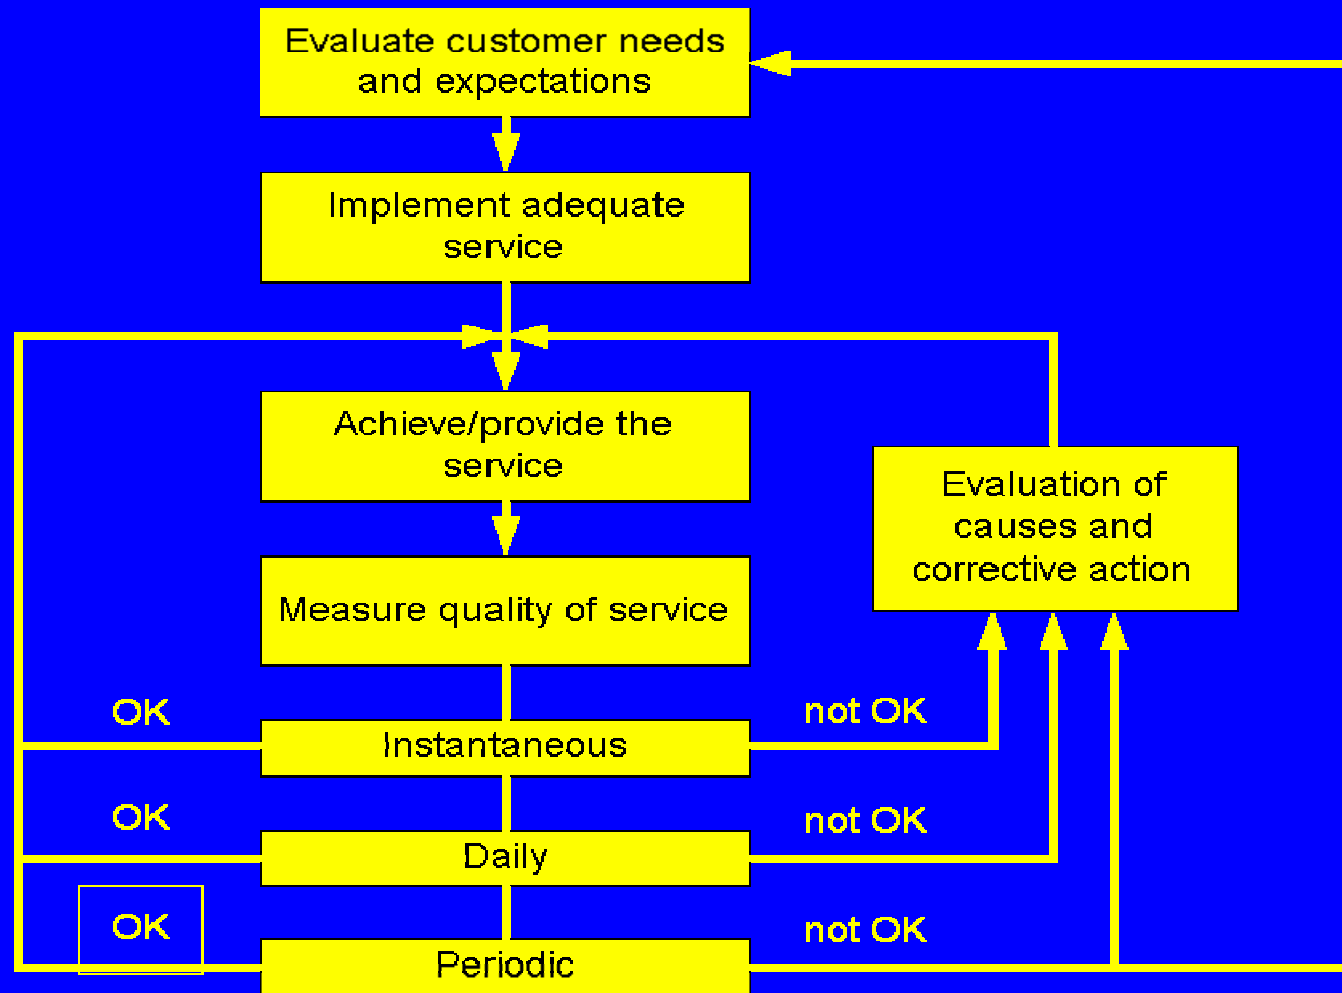 Evaluate customer needs
and expectations
Implement adequate
service
Achieve/provide the
service
Evaluation of
causes and
corrective action
Measure quality of service
OK
not OK
Instantaneous
OK
not OK
Daily
OK
not OK
Periodic